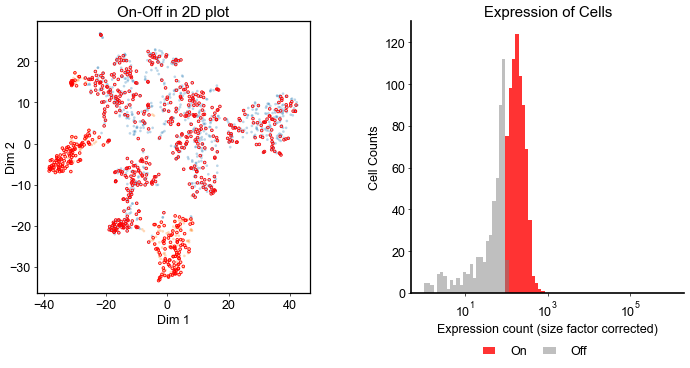 On-Off in 2D plot
20
10
0
−10
−20
−30
Dim 2
−40
−20
0
20
40
Dim 1
Expression of Cells
120
100
80
60
40
20
0
Cell Counts
10^1
10^3
10^5
Expression count (size factor corrected)
On
Off